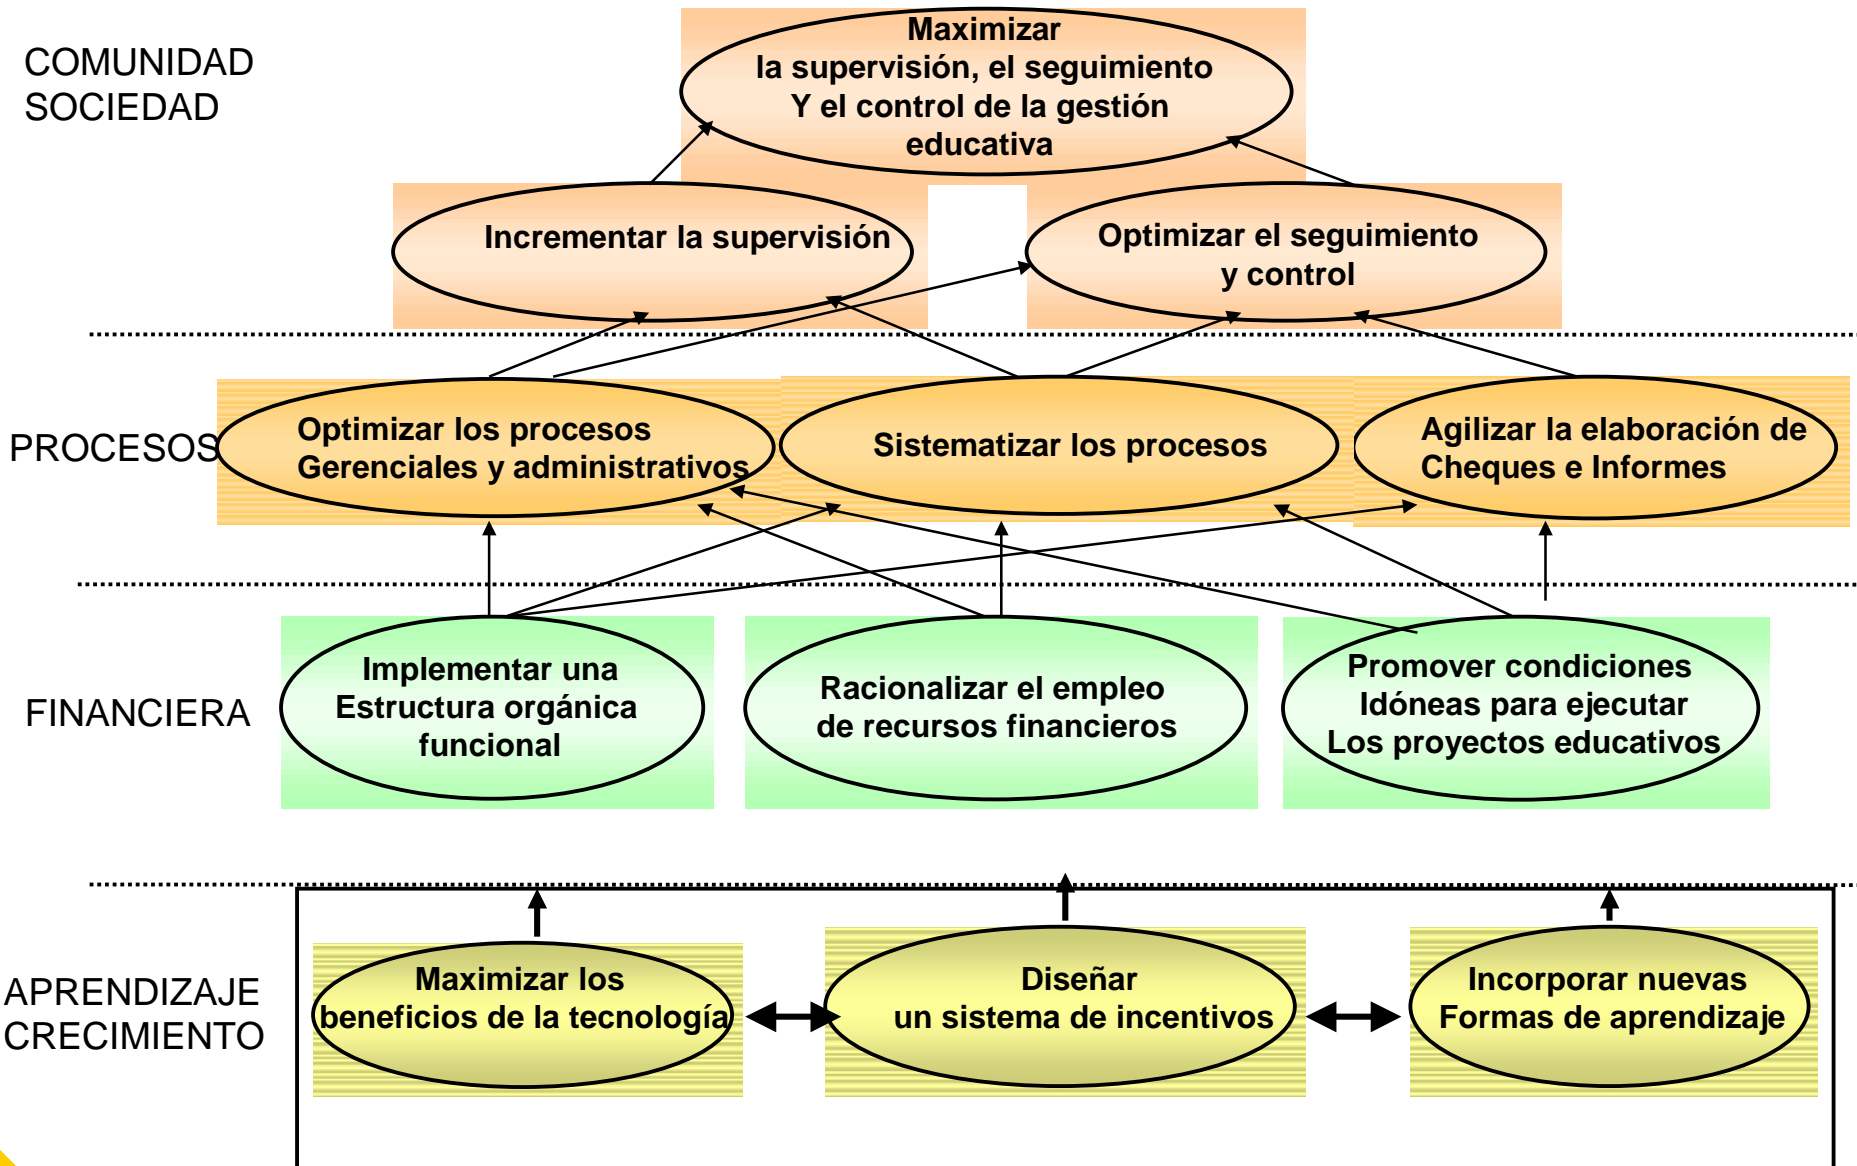 COMUNIDAD
SOCIEDAD
Maximizar
la supervisión, el seguimiento
Y el control de la gestión
educativa
Incrementar la supervisión
Optimizar el seguimiento
y control
PROCESOS
Optimizar los procesos
Gerenciales y administrativos
Sistematizar los procesos
Agilizar la elaboración de
Cheques e Informes
FINANCIERA
Implementar una
Estructura orgánica
funcional
Racionalizar el empleo
de recursos financieros
Promover condiciones
Idóneas para ejecutar
Los proyectos educativos
APRENDIZAJE
CRECIMIENTO
Maximizar los
beneficios de la tecnología
Diseñar
un sistema de incentivos
Incorporar nuevas
Formas de aprendizaje